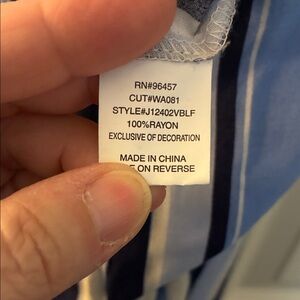 RN#96457
CUT#WA081
STYLE#J12402VBLF
100%RAYON
EXCLUSIVE OF DECORATION
MADE IN CHINA
ON REVERSE